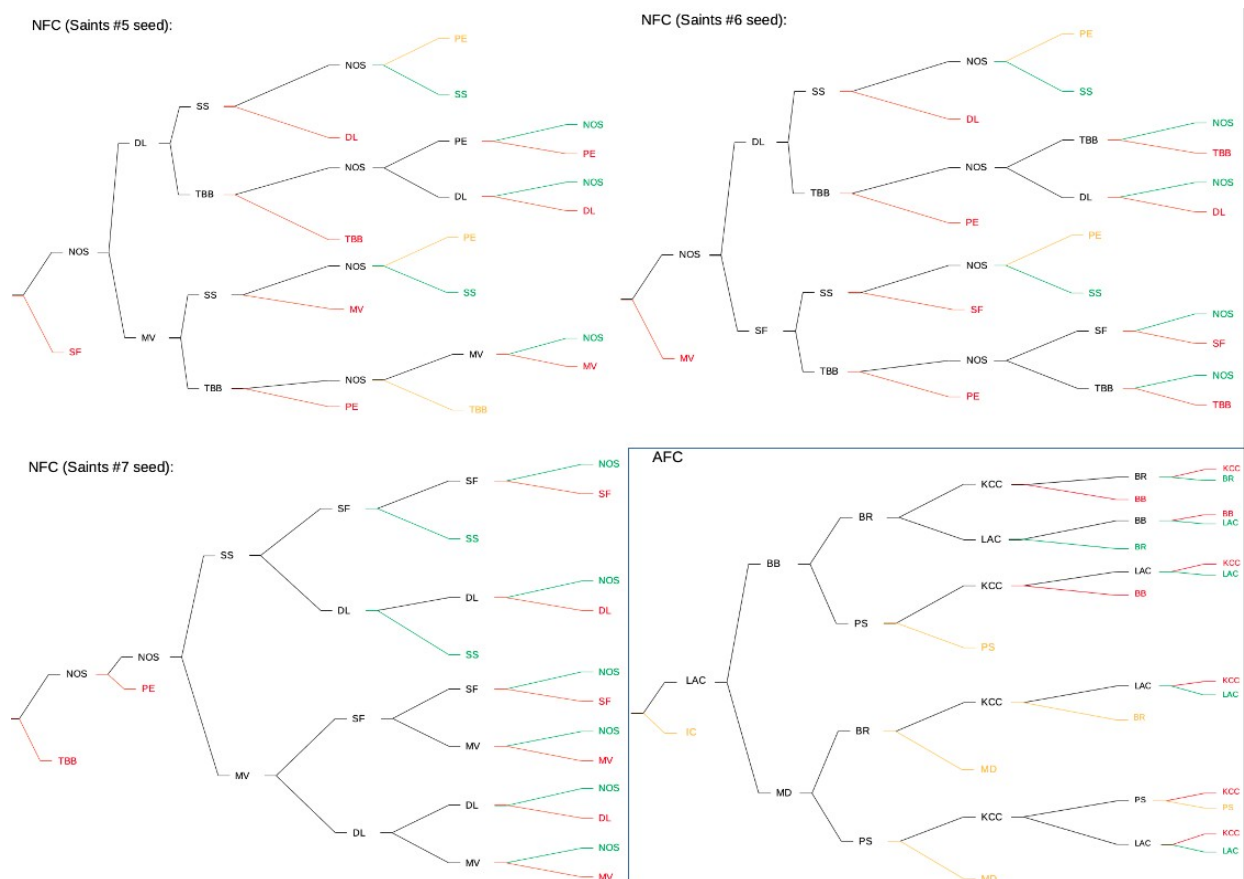 NFC (Saints #5 seed):
PE
NOS
SS
SS
NOS
DL
DL
PE
PE
NOS
NOS
TBB
DL
DL
PE
TBB
NOS
NOS
SS
SS
MV
NOS
MV
SF
MV
MV
NOS
TBB
PE
TBB
NFC (Saints #6 seed):
PE
NOS
SS
SS
DL
NOS
DL
TBB
TBB
NOS
NOS
TBB
DL
DL
PE
PE
NOS
NOS
SS
SS
SF
NOS
SF
SF
SF
MV
NOS
TBB
NOS
TBB
PE
TBB
NFC (Saints #7 seed):
NOS
SF
SF
SF
SS
SS
NOS
DL
DL
DL
SS
NOS
NOS
PE
NOS
SF
SF
SF
NOS
MV
TBB
MV
MV
NOS
DL
DL
DL
NOS
MV
MV
AFC
KCC
BR
BR
KCC
BB
BR
BB
BB
LAC
LAC
BR
BB
KCC
LAC
LAC
KCC
BB
PS
PS
LAC
KCC
LAC
LAC
KCC
BR
IC
BR
MD
MD
KCC
PS
PS
KCC
KCC
LAC
LAC
PS
MD